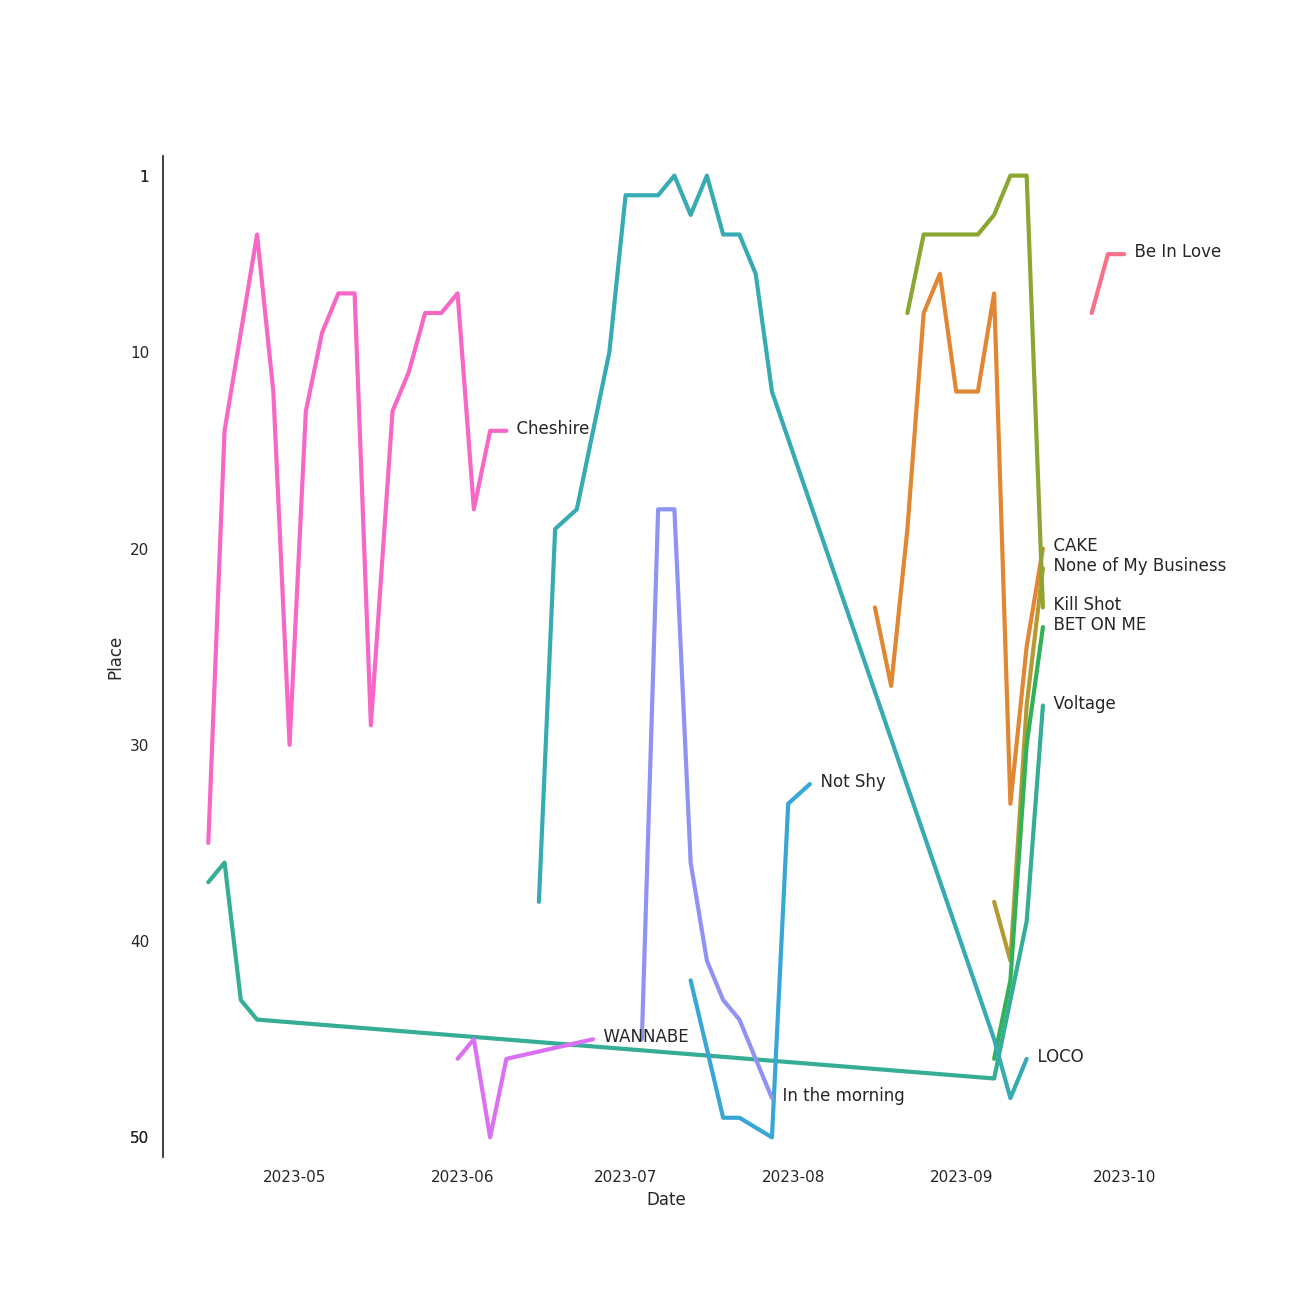 1
Be In Love
10
Cheshire
20
CAKE
None of My Business
Kill Shot
BET ON ME
Place
Voltage
30
Not Shy
40
WANNABE
LOCO
In the morning
50
2023-05
2023-06
2023-07
2023-08
2023-09
2023-10
Date